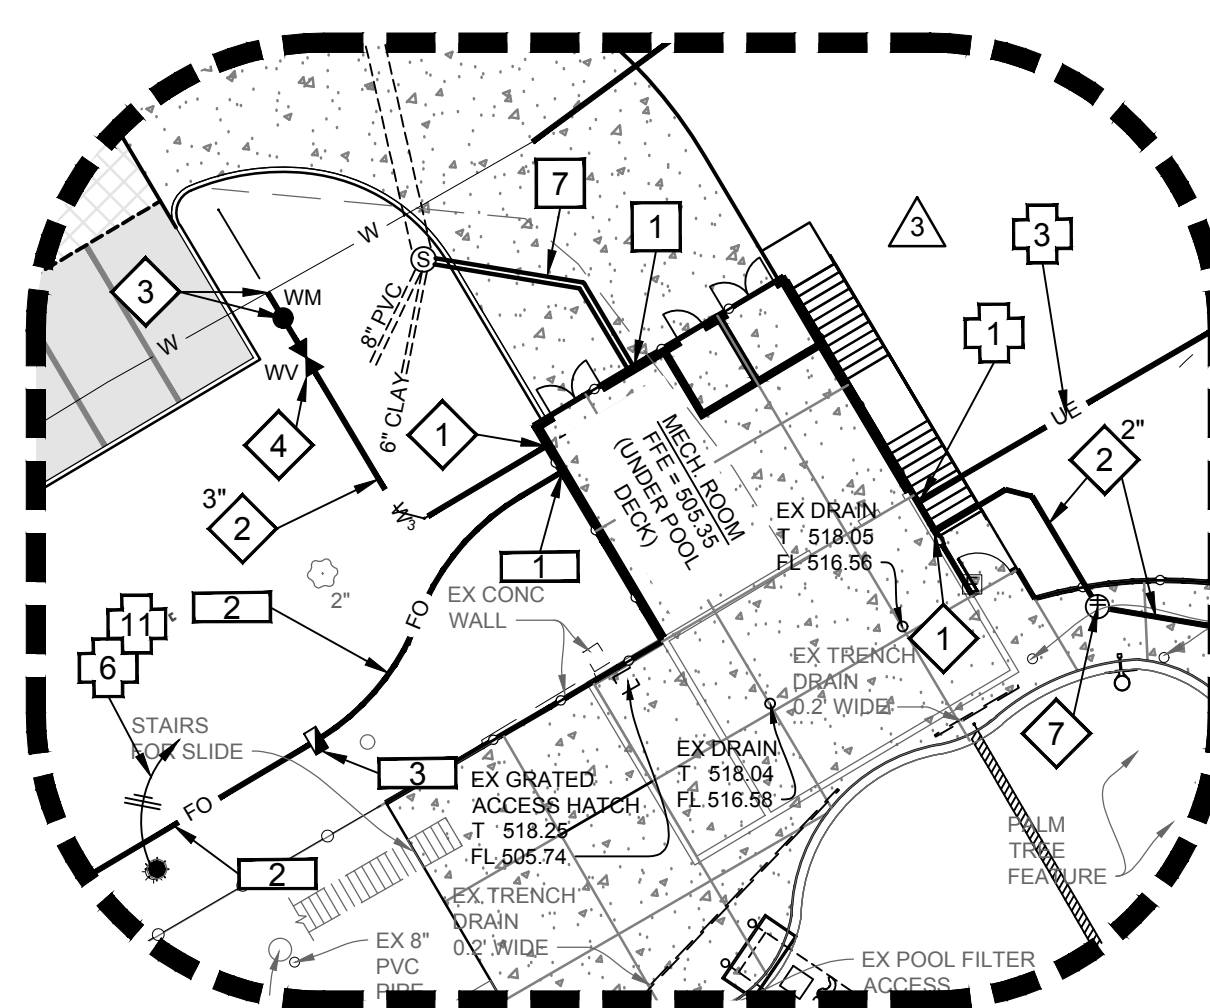 7
1
3
3
W
S
WM
3
8" PVC
1
W
WV
UE
2"
4
1
6" CLAY
2
MECH. ROOM
FFE = 505.35
(UNDER POOL
DECK)
3"
2
W3
EX DRAIN
T 518.05
FL 516.56
1
2"
EX CONC
WALL
2
FO
11
6
1
EX TRENCH
DRAIN
0.2' WIDE
STAIRS
FOR SLIDE
7
EX DRAIN
T 518.04
FL 516.58
3
EX GRATED
ACCESS HATCH
T 518.25
FL 505.74
FO
PALM
TREE
FEATURE
2
EX TRENCH
DRAIN
0.2' WIDE
EX 8"
PVC
PIPE
EX POOL FILTER
ACCESS